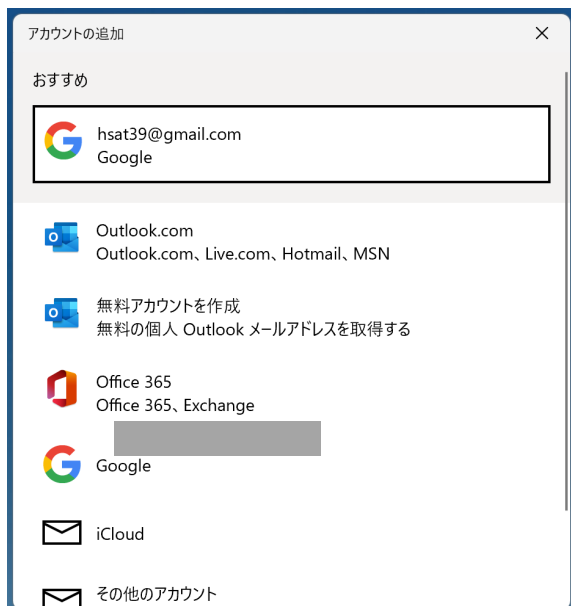 アカウントの追加
おすすめ
hsat39@gmail.com
Google
Outlook.com
Outlook.com、Live.com、Hotmail、MSN
無料アカウントを作成
無料の個人 Outlook メールアドレスを取得する
Office 365
Office 365、Exchange
Google
iCloud
その他のアカウント